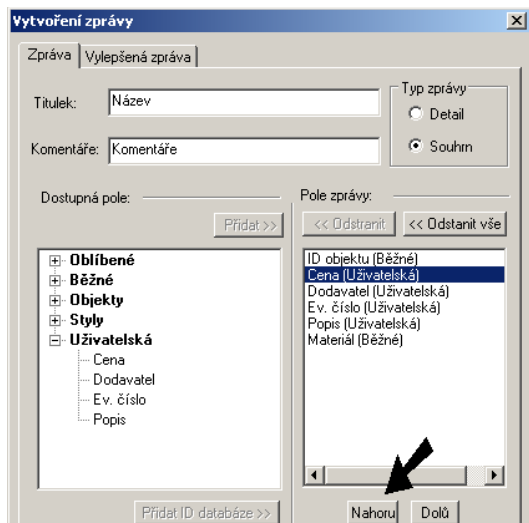 Vytvoření zprávy
Zpráva
Vylepšená zpráva
Titulek:
Název
Komentáře:
Komentáře
Typ zprávy
Detail
Souhrn
Dostupná pole:
Přidat >>
Oblíbené
Běžné
Objekty
Styly
Uživatelská
Cena
Dodavatel
Ev. číslo
Popis
Přidat ID databáze >>
Pole zprávy:
<< Odstranit
<< Odstanit vše
ID objektu (Běžné)
Cena (Uživatelská)
Dodavatel (Uživatelská)
Ev. číslo (Uživatelská)
Popis (Uživatelská)
Materiál (Běžné)
Nahoru
Dolů